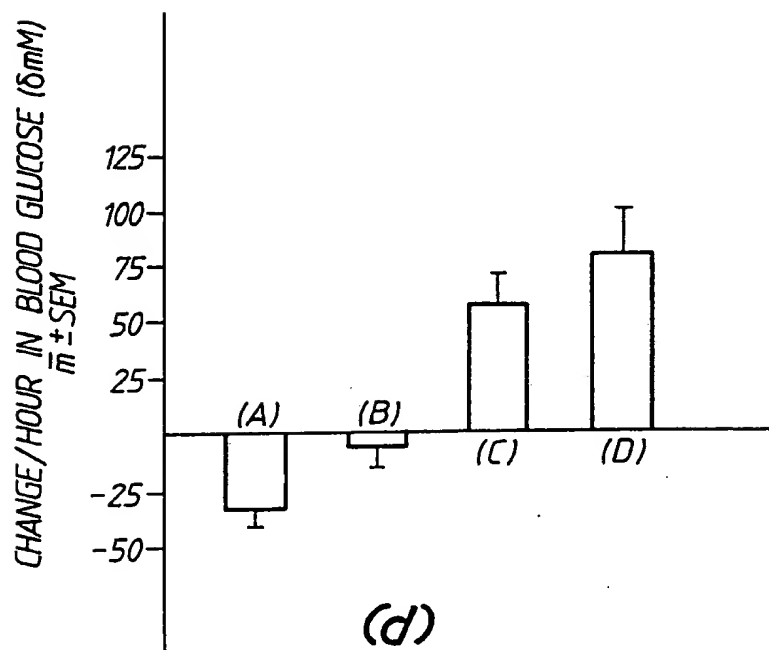 CHANGE/HOUR IN BLOOD GLUCOSE (δmM)
m̅ ± SEM
125
100
75
50
25
-25
-50
(A)
(B)
(C)
(D)
(d)